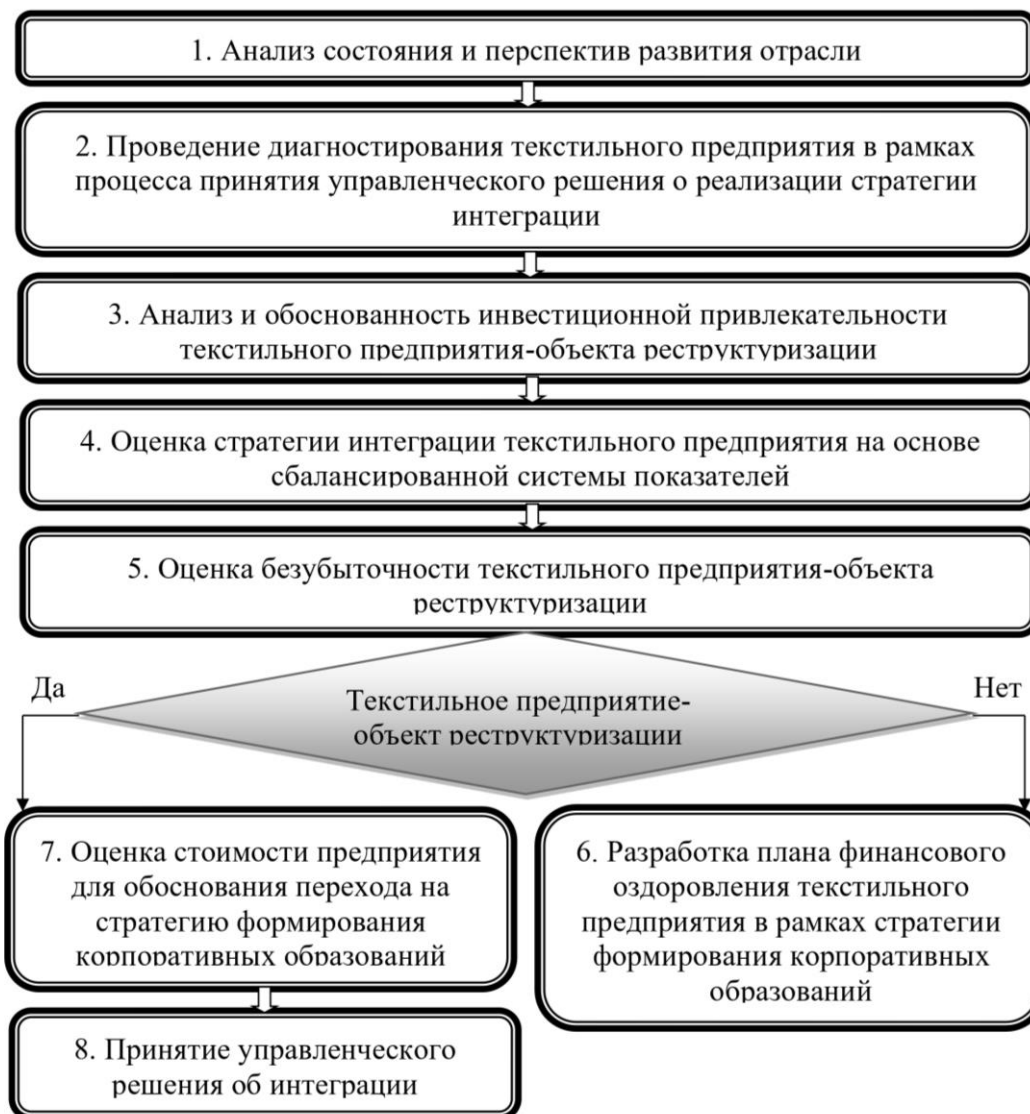 1. Анализ состояния и перспектив развития отрасли
2. Проведение диагностирования текстильного предприятия в рамках
процесса принятия управленческого решения о реализации стратегии
интеграции
3. Анализ и обоснованность инвестиционной привлекательности
текстильного предприятия-объекта реструктуризации
4. Оценка стратегии интеграции текстильного предприятия на основе
сбалансированной системы показателей
5. Оценка безубыточности текстильного предприятия-объекта
реструктуризации
Да
Нет
Текстильное предприятие-
объект реструктуризации
7. Оценка стоимости предприятия
для обоснования перехода на
стратегию формирования
корпоративных образований
6. Разработка плана финансового
оздоровления текстильного
предприятия в рамках стратегии
формирования корпоративных
образований
8. Принятие управленческого
решения об интеграции